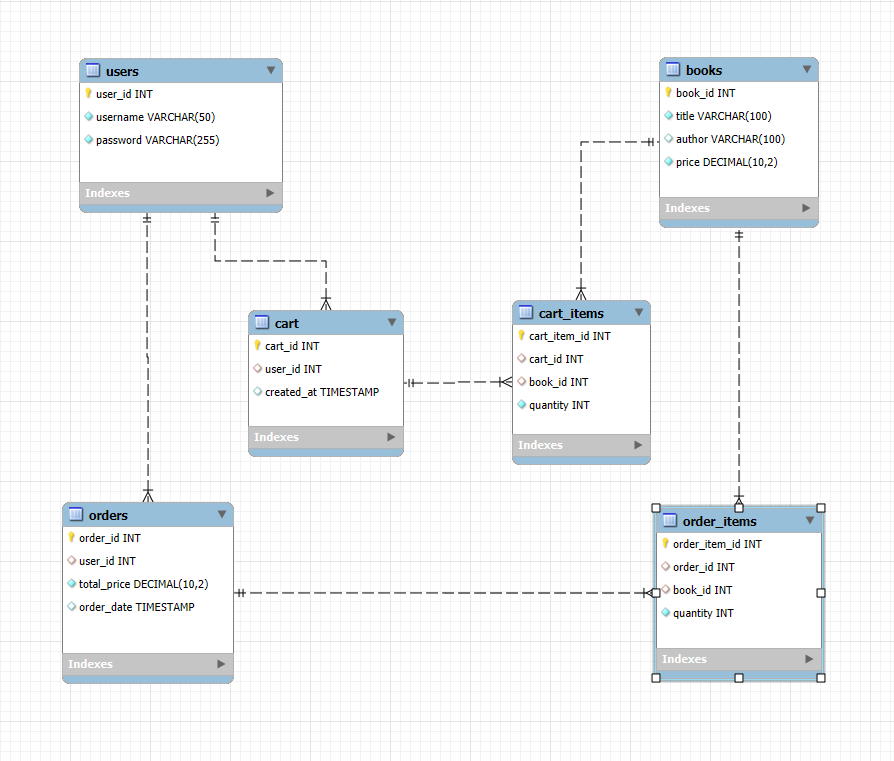 users
user_id INT
username VARCHAR(50)
password VARCHAR(255)
Indexes
books
book_id INT
title VARCHAR(100)
author VARCHAR(100)
price DECIMAL(10,2)
Indexes
cart
cart_id INT
user_id INT
created_at TIMESTAMP
Indexes
cart_items
cart_item_id INT
cart_id INT
book_id INT
quantity INT
Indexes
orders
order_id INT
user_id INT
total_price DECIMAL(10,2)
order_date TIMESTAMP
Indexes
order_items
order_item_id INT
order_id INT
book_id INT
quantity INT
Indexes